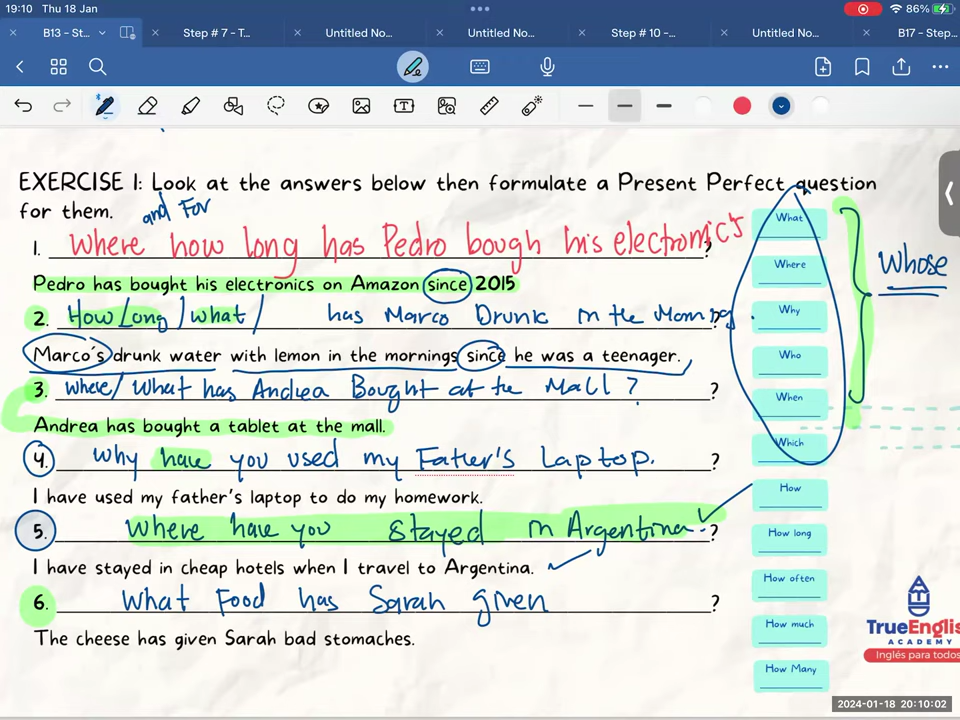 19:10 Thu 18 Jan
86%
B13 - St...
Step # 7 - T...
Untitled No...
Untitled No...
Step # 10 -...
Untitled No...
B17 - Step...
EXERCISE 1: Look at the answers below then formulate a Present Perfect question
for them.
and For
1. Where how long has Pedro bough his electronics?
Pedro has bought his electronics on Amazon since 2015
2. How Long / what / has Marco Drunk in the Morning?
Marco's drunk water with lemon in the mornings since he was a teenager.
3. where/ What has Andrea Bought at the Mall? ?
Andrea has bought a tablet at the mall.
4. why have you used my Father's Laptop. ?
I have used my father's laptop to do my homework.
5. where have you stayed in Argentina ?
I have stayed in cheap hotels when I travel to Argentina.
6. what Food has Sarah given ?
The cheese has given Sarah bad stomaches.
What
Where
Why
Who
When
Which
How
How long
How often
How much
How Many
Whose
TrueEnglis
ACADEMY
Inglés para todos
2024-01-18 20:10:02